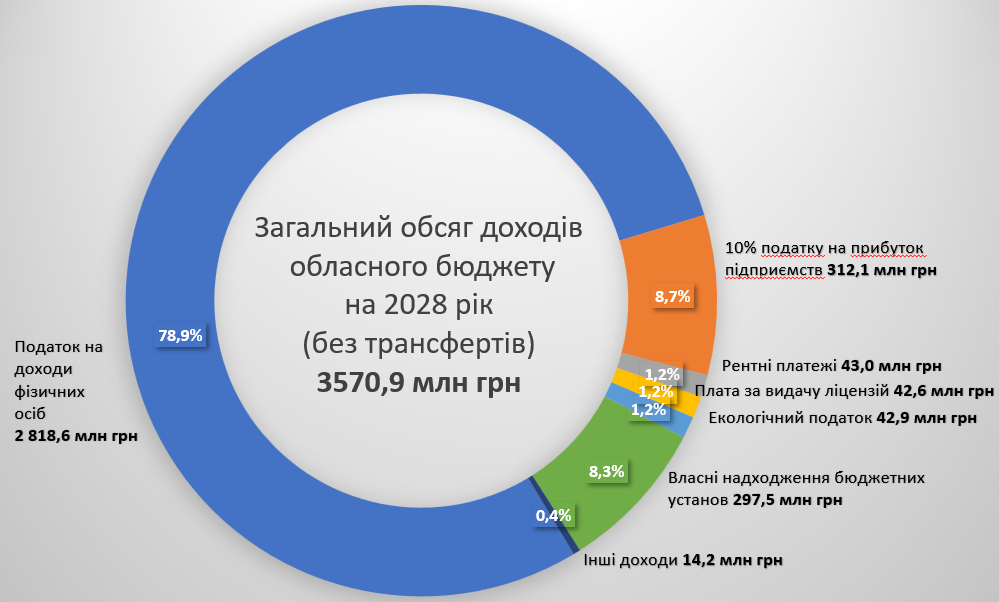 Загальний обсяг доходів
обласного бюджету
на 2028 рік
(без трансфертів)
3570,9 млн грн
10% податку на прибуток
підприємств 312,1 млн грн
8,7%
78,9%
Податок на
доходи
фізичних
осіб
2 818,6 млн грн
Рентні платежі 43,0 млн грн
1,2%
Плата за видачу ліцензій 42,6 млн грн
1,2%
Екологічний податок 42,9 млн грн
1,2%
8,3%
Власні надходження бюджетних
установ 297,5 млн грн
0,4%
Інші доходи 14,2 млн грн